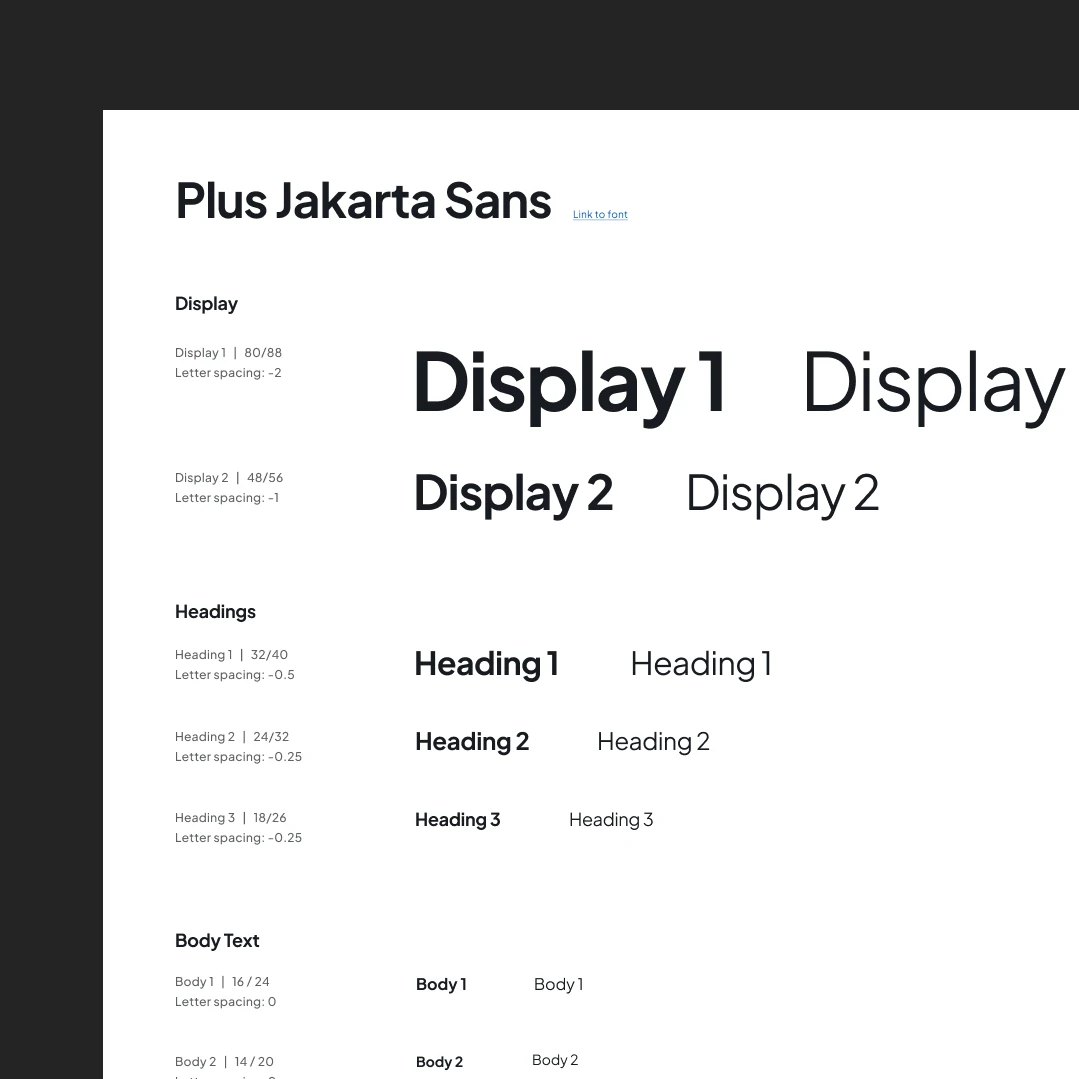 Plus Jakarta Sans Link to font
Display
Display 1 | 80/88
Letter spacing: -2
Display 1 Display
Display 2 | 48/56
Letter spacing: -1
Display 2 Display 2
Headings
Heading 1 | 32/40
Letter spacing: -0.5
Heading 1 Heading 1
Heading 2 | 24/32
Letter spacing: -0.25
Heading 2 Heading 2
Heading 3 | 18/26
Letter spacing: -0.25
Heading 3 Heading 3
Body Text
Body 1 | 16 / 24
Letter spacing: 0
Body 1 Body 1
Body 2 | 14 / 20
Body 2 Body 2